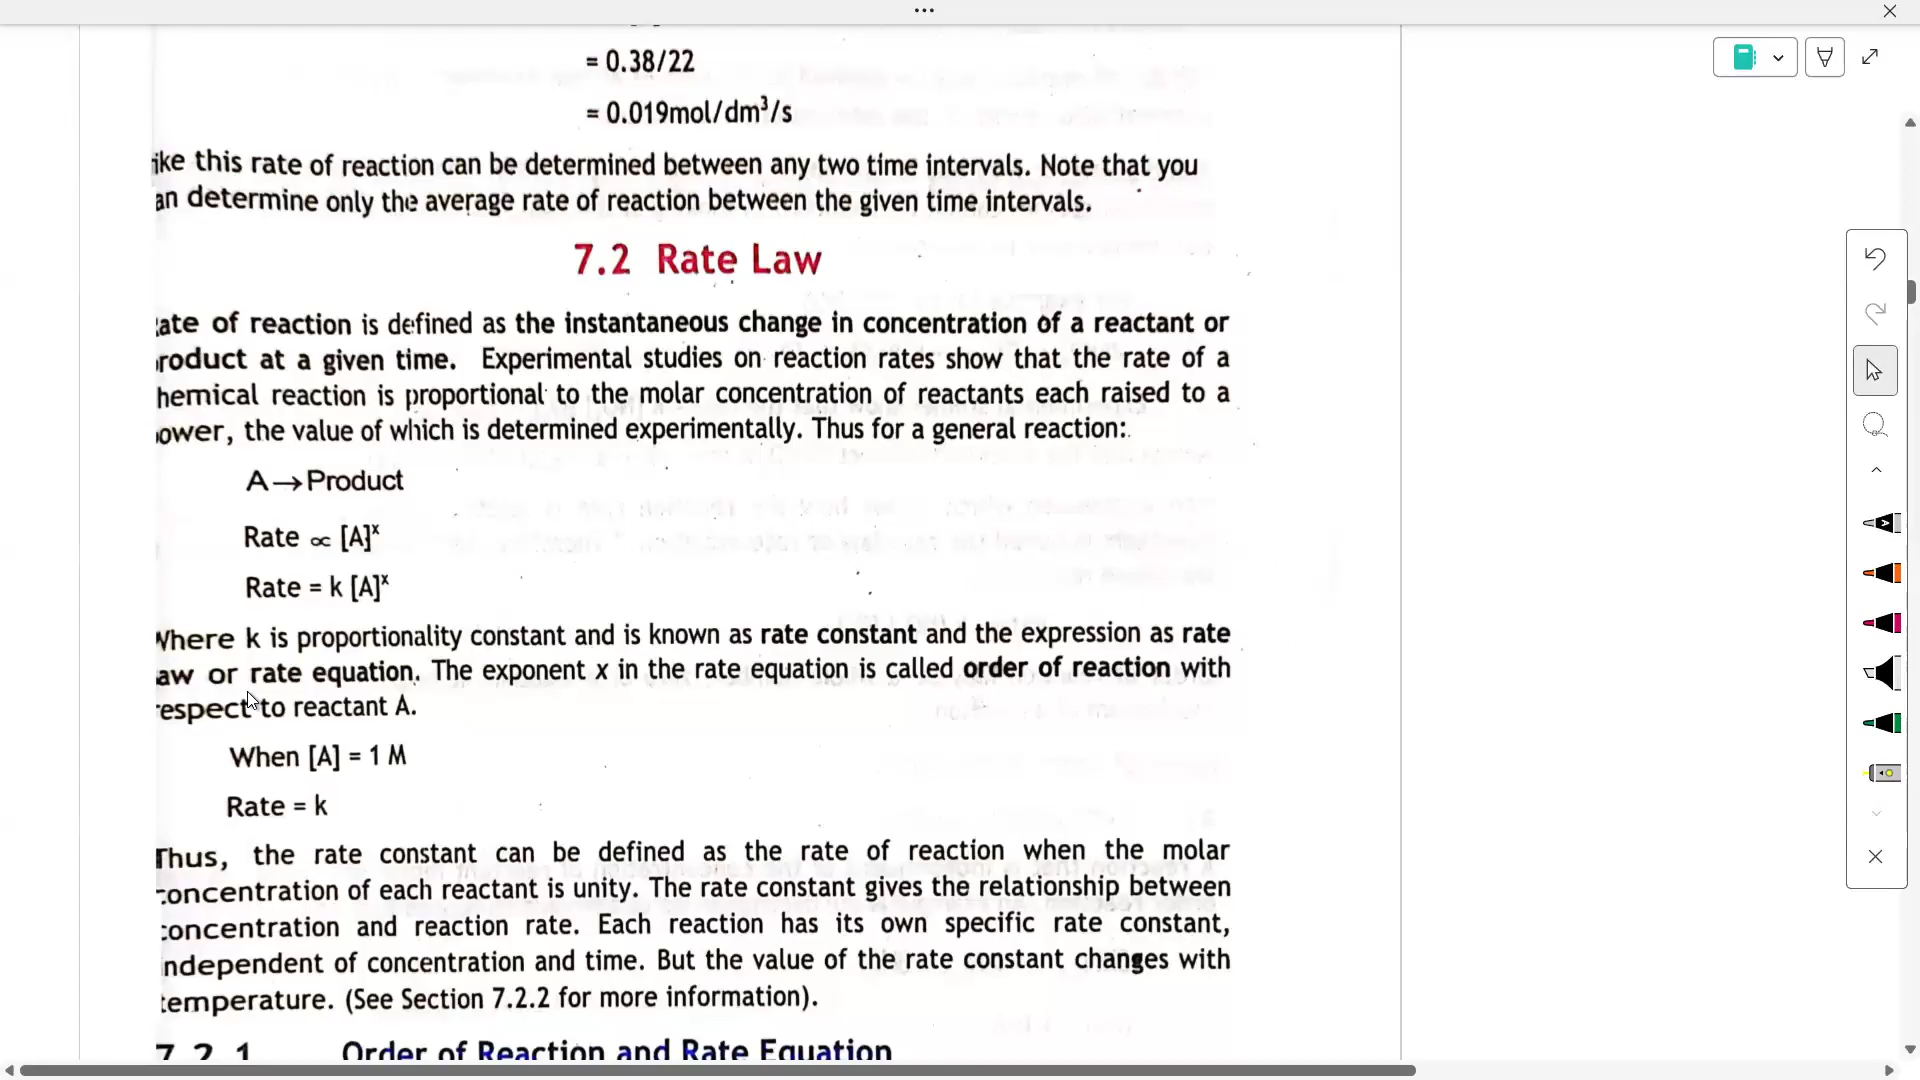 = 0.38/22
= 0.019mol/dm³/s
ike this rate of reaction can be determined between any two time intervals. Note that you
an determine only the average rate of reaction between the given time intervals.
7.2 Rate Law
ate of reaction is defined as the instantaneous change in concentration of a reactant or
roduct at a given time. Experimental studies on reaction rates show that the rate of a
hemical reaction is proportional to the molar concentration of reactants each raised to a
ower, the value of which is determined experimentally. Thus for a general reaction:
A→Product
Rate ∝ [A]ˣ
Rate = k [A]ˣ
Where k is proportionality constant and is known as rate constant and the expression as rate
aw or rate equation. The exponent x in the rate equation is called order of reaction with
respect to reactant A.
When [A] = 1 M
Rate = k
Thus, the rate constant can be defined as the rate of reaction when the molar
concentration of each reactant is unity. The rate constant gives the relationship between
concentration and reaction rate. Each reaction has its own specific rate constant,
independent of concentration and time. But the value of the rate constant changes with
temperature. (See Section 7.2.2 for more information).
7.2.1 Order of Reaction and Rate Equation